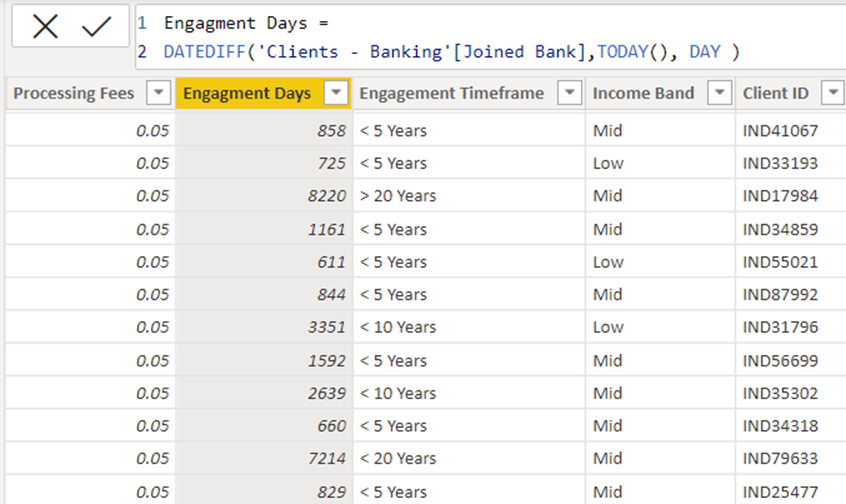 1 Engagment Days =
2 DATEDIFF('Clients - Banking'[Joined Bank],TODAY(), DAY )
Processing Fees Engagment Days Engagement Timeframe Income Band Client ID
0.05 858 < 5 Years Mid IND41067
0.05 725 < 5 Years Low IND33193
0.05 8220 > 20 Years Mid IND17984
0.05 1161 < 5 Years Mid IND34859
0.05 611 < 5 Years Low IND55021
0.05 844 < 5 Years Mid IND87992
0.05 3351 < 10 Years Low IND31796
0.05 1592 < 5 Years Mid IND56699
0.05 2639 < 10 Years Mid IND35302
0.05 660 < 5 Years Mid IND34318
0.05 7214 < 20 Years Mid IND79633
0.05 829 < 5 Years Mid IND25477